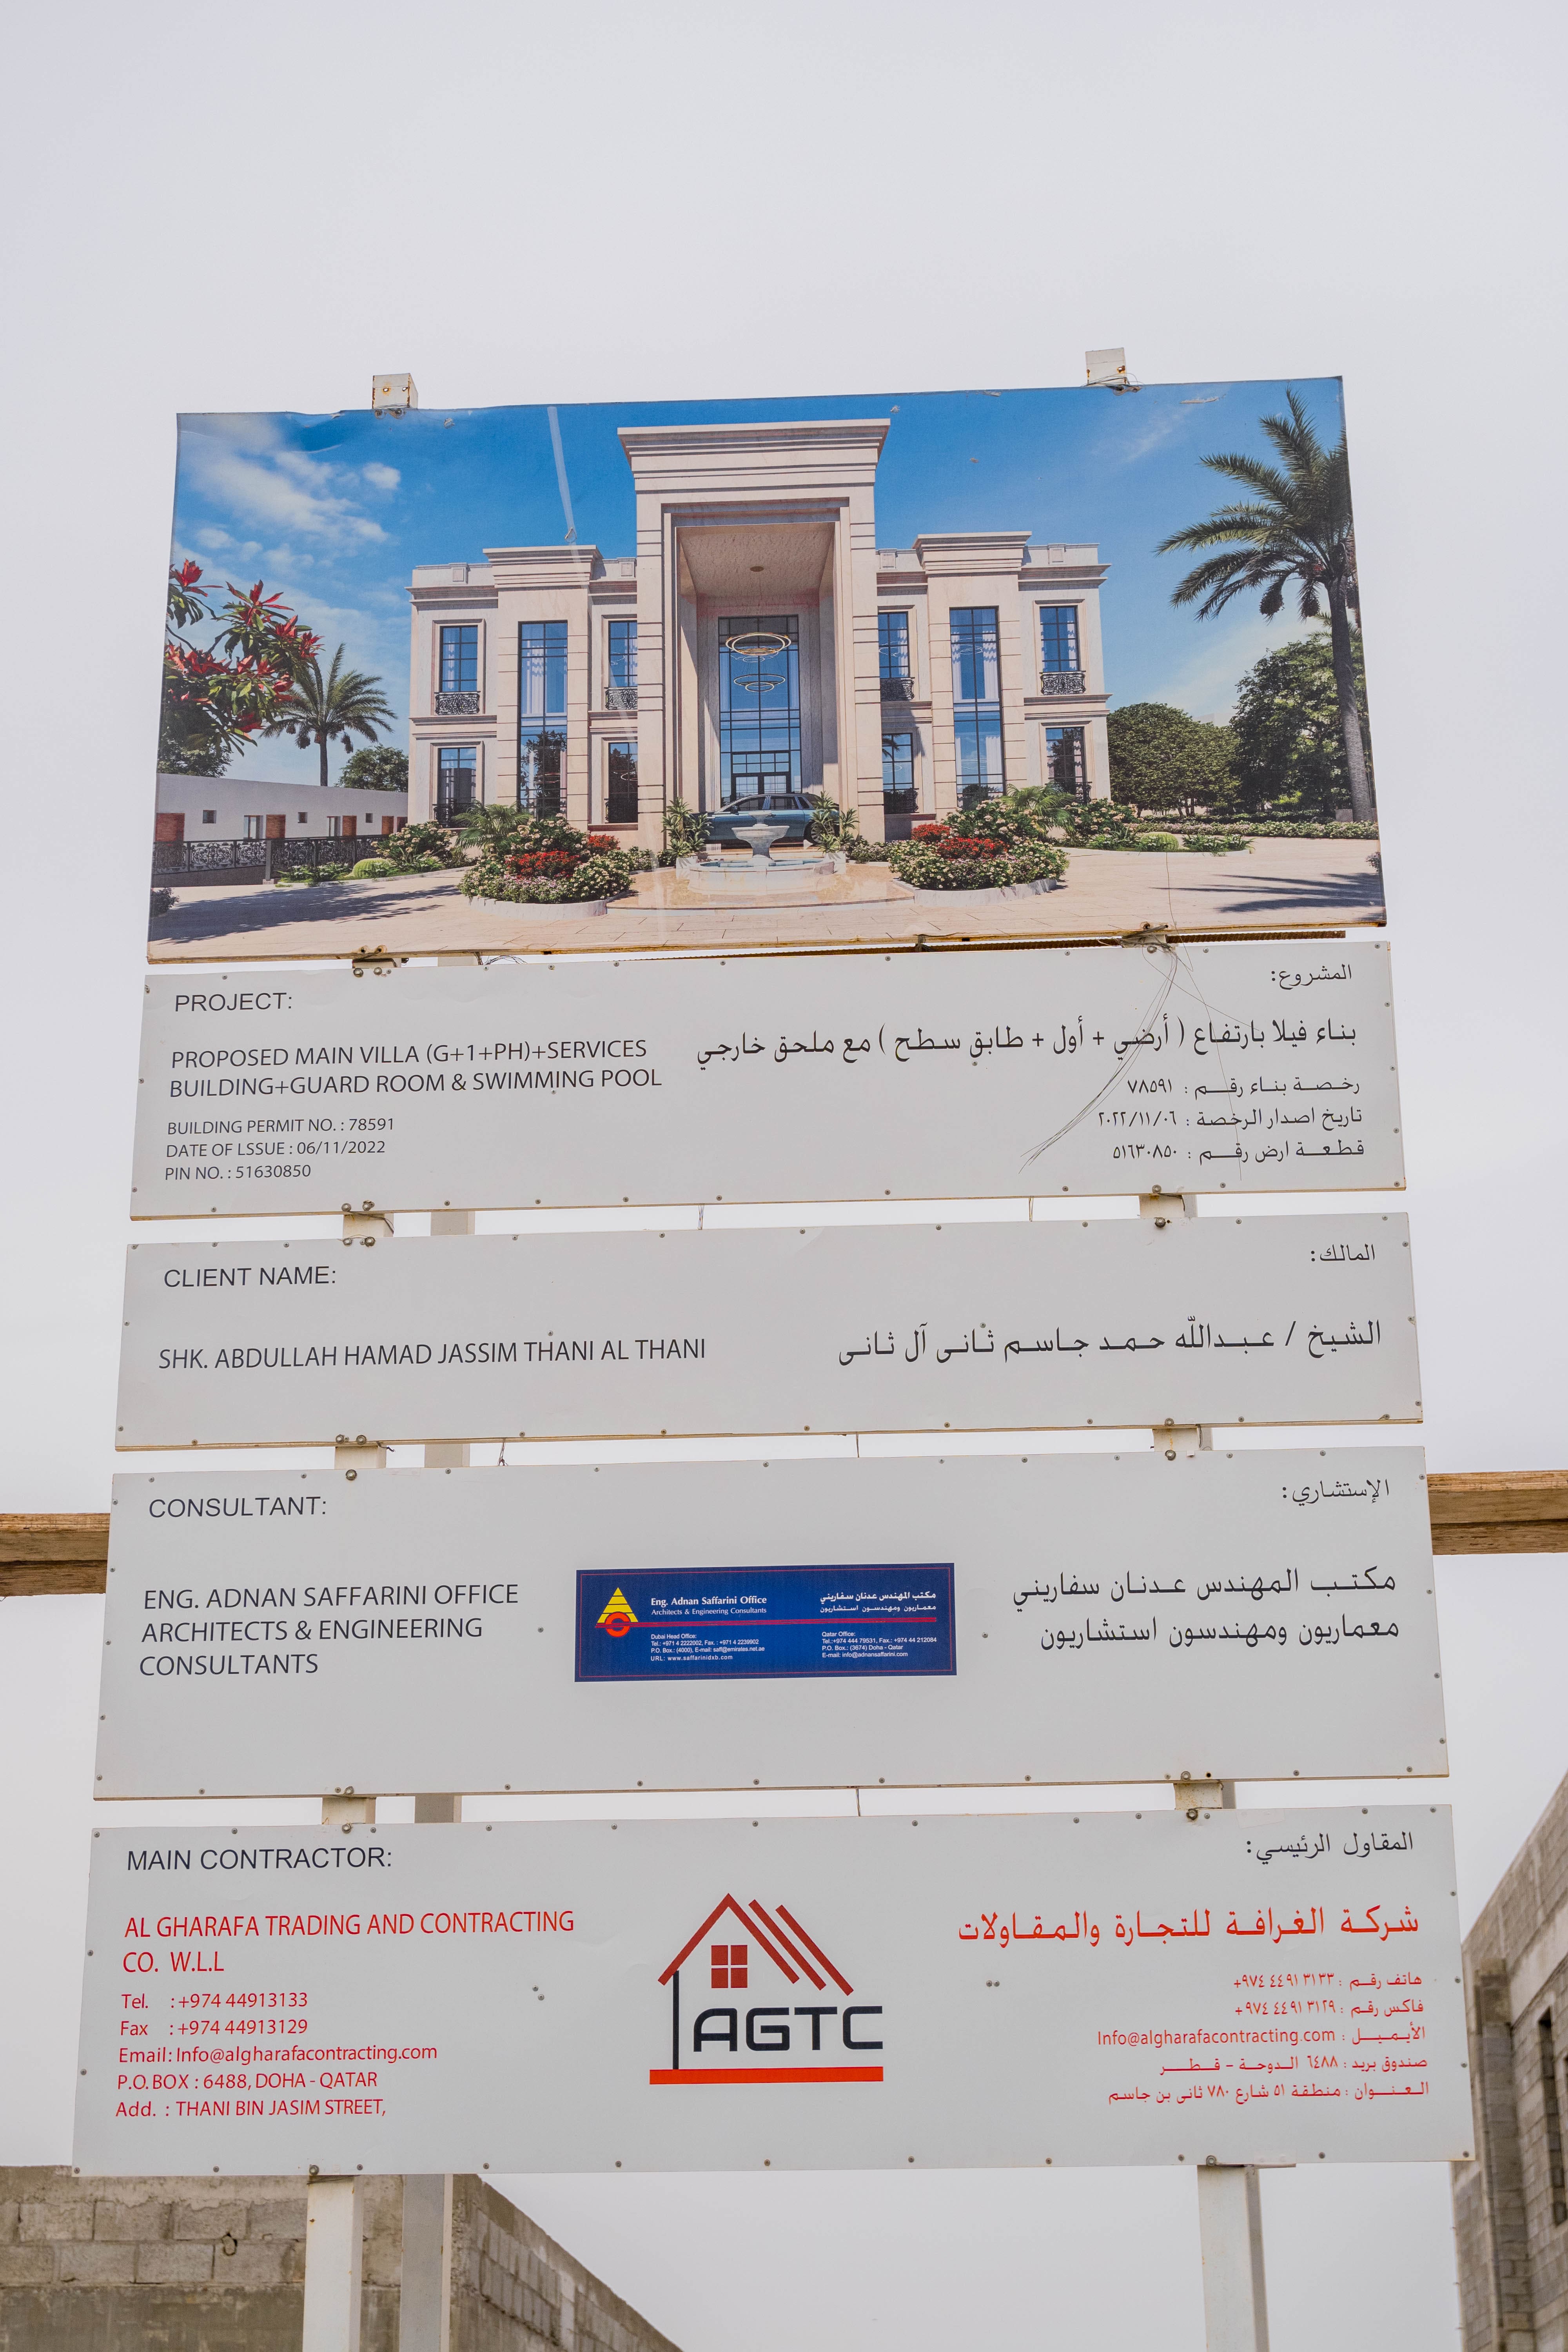 PROJECT:
المشروع:
PROPOSED MAIN VILLA (G+1+PH)+SERVICES
BUILDING+GUARD ROOM & SWIMMING POOL
بناء فيلا بارتفاع ( أرضي + أول + طابق سطح ) مع ملحق خارجي
BUILDING PERMIT NO. : 78591
DATE OF LSSUE : 06/11/2022
PIN NO. : 51630850
رخصة بناء رقم : ٧٨٥٩١
تاريخ اصدار الرخصة : ٢٠٢٢/١١/٠٦
قطعة ارض رقم : ٥١٦٣٠٨٥٠
CLIENT NAME:
المالك:
SHK. ABDULLAH HAMAD JASSIM THANI AL THANI
الشيخ / عبدالله حمد جاسم ثانى آل ثانى
CONSULTANT:
الإستشاري:
ENG. ADNAN SAFFARINI OFFICE
ARCHITECTS & ENGINEERING
CONSULTANTS
Eng. Adnan Saffarini Office
Architects & Engineering Consultants
Dubai Head Office:
Tel.: +971 4 2222002, Fax. : +971 4 2239902
P.O. Box.: (4000), E-mail: saff@emirates.net.ae
URL: www.saffarinidxb.com
مكتب المهندس عدنان سفاريني
معماريون ومهندسون استشاريون
Qatar Office:
Tel.:+974 444 79531, Fax.: +974 44 212084
P.O. Box.: (3674) Doha - Qatar
E-mail: info@adnansaffarini.com
مكتب المهندس عدنان سفاريني
معماريون ومهندسون استشاريون
MAIN CONTRACTOR:
المقاول الرئيسي:
AL GHARAFA TRADING AND CONTRACTING
CO. W.L.L
Tel. : +974 44913133
Fax : +974 44913129
Email: Info@algharafacontracting.com
P.O.BOX : 6488, DOHA - QATAR
Add. : THANI BIN JASIM STREET,
AGTC
شركة الغرافة للتجارة والمقاولات
هاتف رقم : ٣١٣٣ ٤٤٩١ ٩٧٤+
فاكس رقم : ٣١٢٩ ٤٤٩١ ٩٧٤+
الأيميل : Info@algharafacontracting.com
صندوق بريد : ٦٤٨٨ الدوحة - قطر
العنوان : منطقة ٥١ شارع ٧٨٠ ثانى بن جاسم